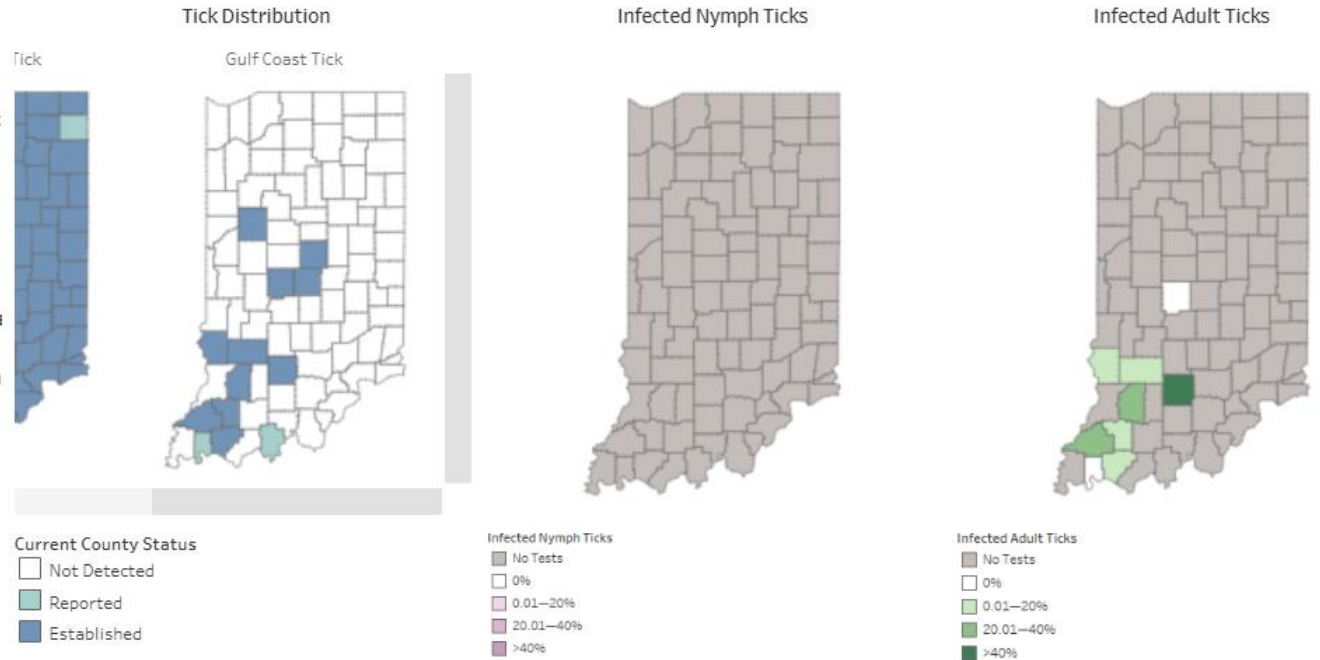 Tick Distribution
Infected Nymph Ticks
Infected Adult Ticks
Tick
Gulf Coast Tick
Current County Status
Not Detected
Reported
Established
Infected Nymph Ticks
No Tests
0%
0.01—20%
20.01—40%
>40%
Infected Adult Ticks
No Tests
0%
0.01—20%
20.01—40%
>40%